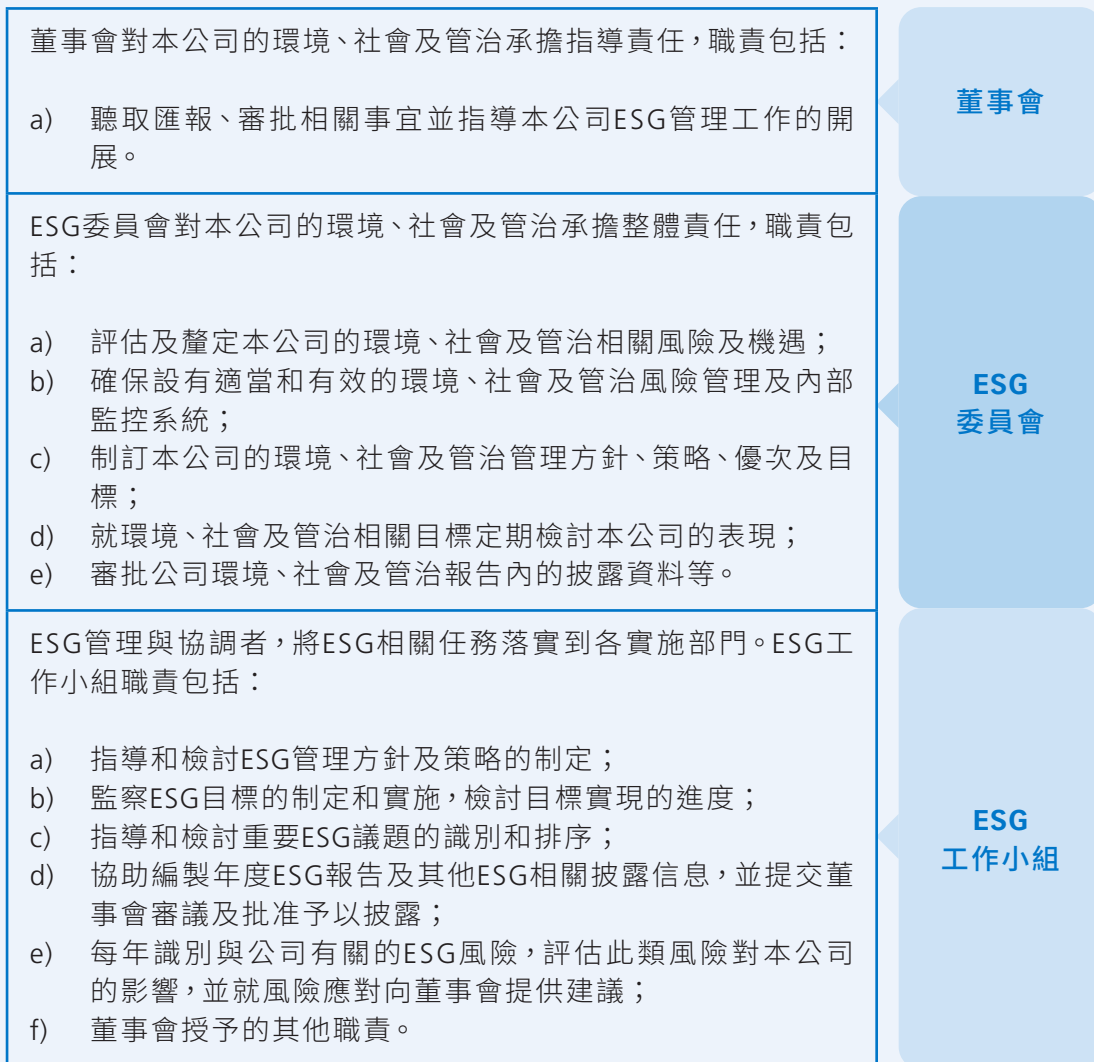 董事會對本公司的環境、社會及管治承擔指導責任，職責包括：
a) 聽取匯報、審批相關事宜並指導本公司ESG管理工作的開
展。
董事會
ESG委員會對本公司的環境、社會及管治承擔整體責任，職責包
括：
a) 評估及釐定本公司的環境、社會及管治相關風險及機遇；
b) 確保設有適當和有效的環境、社會及管治風險管理及內部
監控系統；
c) 制訂本公司的環境、社會及管治管理方針、策略、優次及目
標；
d) 就環境、社會及管治相關目標定期檢討本公司的表現；
e) 審批公司環境、社會及管治報告內的披露資料等。
ESG
委員會
ESG管理與協調者，將ESG相關任務落實到各實施部門。ESG工
作小組職責包括：
a) 指導和檢討ESG管理方針及策略的制定；
b) 監察ESG目標的制定和實施，檢討目標實現的進度；
c) 指導和檢討重要ESG議題的識別和排序；
d) 協助編製年度ESG報告及其他ESG相關披露信息，並提交董
事會審議及批准予以披露；
e) 每年識別與公司有關的ESG風險，評估此類風險對本公司
的影響，並就風險應對向董事會提供建議；
f) 董事會授予的其他職責。
ESG
工作小組